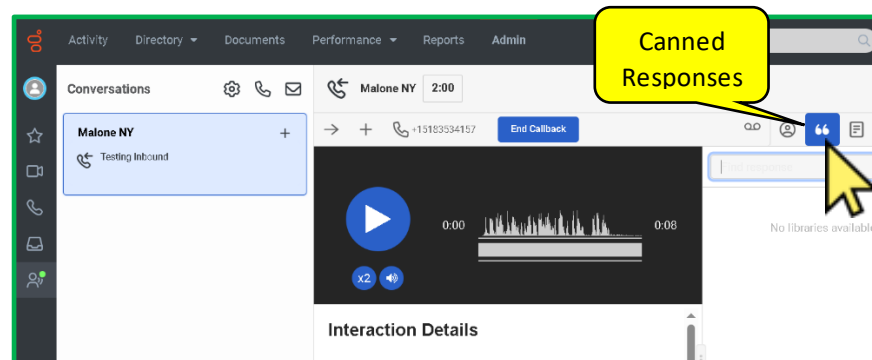 Activity
Directory
Documents
Performance
Reports
Admin
Canned
Responses
Conversations
Malone NY
2:00
Malone NY
+
Testing Inbound
+15183534157
End Callback
0:00
0:08
x2
No libraries available
Interaction Details